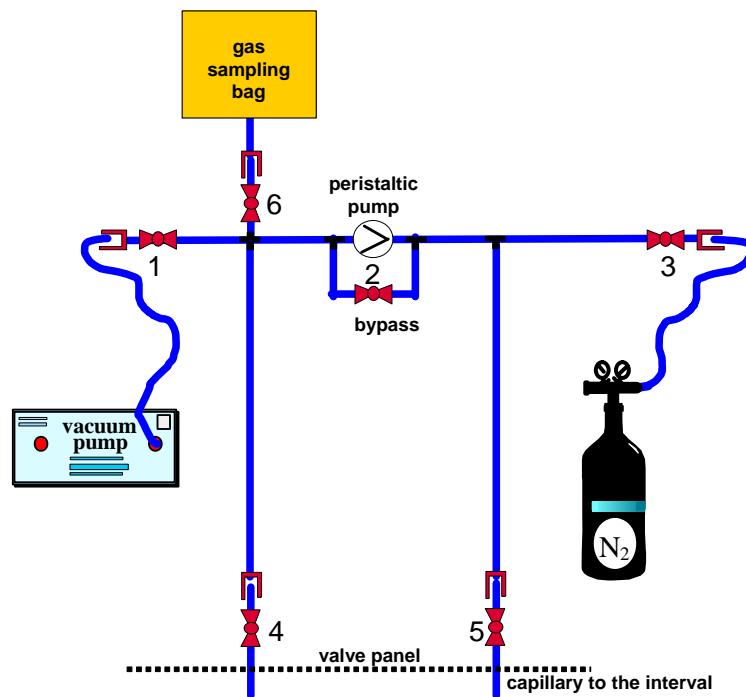 gas
sampling
bag
6
peristaltic
pump
1
2
3
bypass
vacuum
pump
N2
4
5
valve panel
capillary to the interval